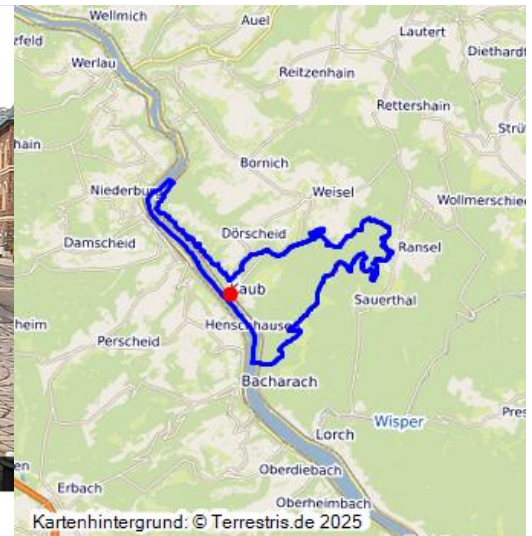 Wellmich
Auel
Lautert
zfeld
Diethardt
Werlau
Reitzenhain
Rettershain
Strü
hain
Bornich
Niederburg
Weisel
Wollmerschied
Dörscheid
Damscheid
Ransel
Kaub
Sauerthal
heim
Henschhausen
Perscheid
Bacharach
Pres
Wisper
Lorch
en
Oberdiebach
Erbach
Oberheimbach
Kartenhintergrund: © Terrestris.de 2025